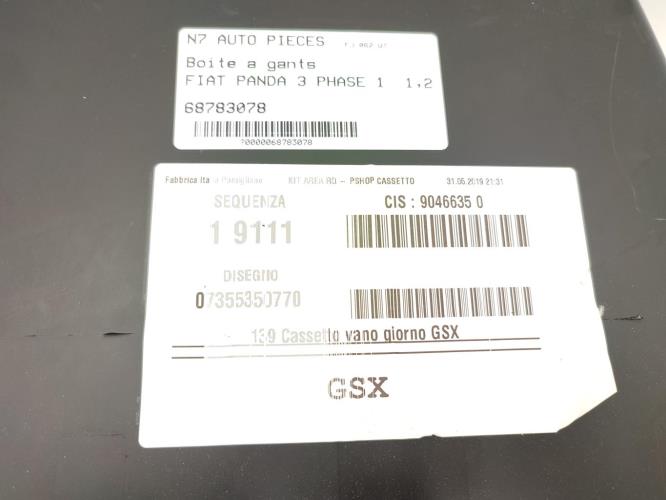 N7 AUTO PIECES
Boite a gants
FIAT PANDA 3 PHASE 1 1,2
68783078
?0000068783078
Fabbrica Italia Pomigliano KIT AREA RD - PSHOP CASSETTO 31.05.2019 21:31
SEQUENZA CIS : 9046635 0
1 9111
DISEGNO
07355350770
139 Cassetto vano giorno GSX
GSX